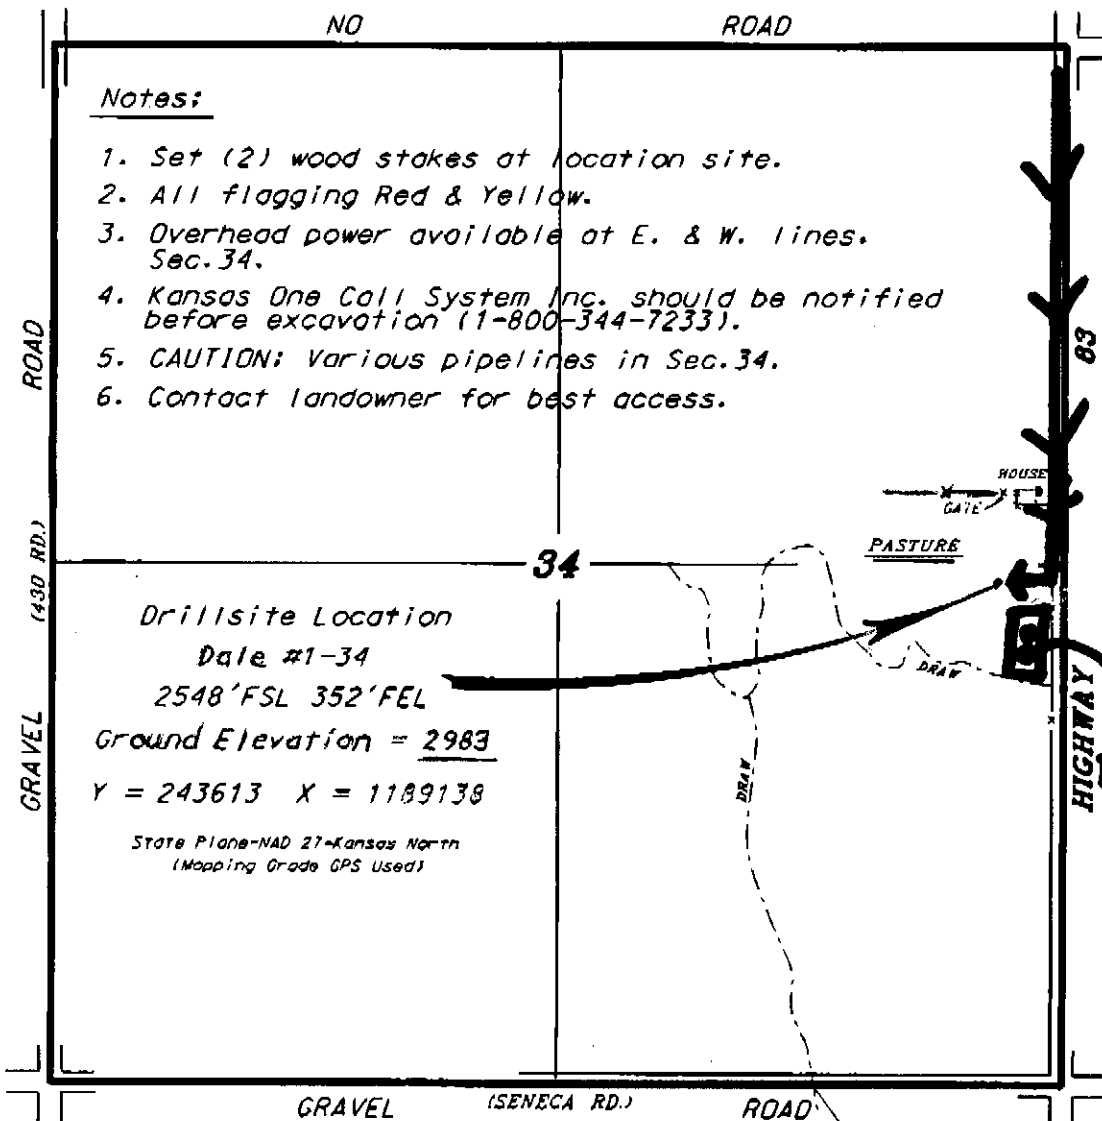 NO ROAD
Notes:
1. Set (2) wood stakes at location site.
2. All flagging Red & Yellow.
3. Overhead power available at E. & W. lines.
Sec.34.
4. Kansas One Call System Inc. should be notified
before excavation (1-800-344-7233).
5. CAUTION: Various pipelines in Sec.34.
6. Contact landowner for best access.
HOUSE
GATE
PASTURE
34
Drillsite Location
Dale #1-34
2548'FSL 352'FEL
Ground Elevation = 2983
Y = 243613 X = 1189138
State Plane-NAD 27-Kansas North
(Mapping Grade GPS Used)
DRAW
DRAW
GRAVEL (430 RD.) ROAD
HIGHWAY 83
GRAVEL (SENECA RD.) ROAD